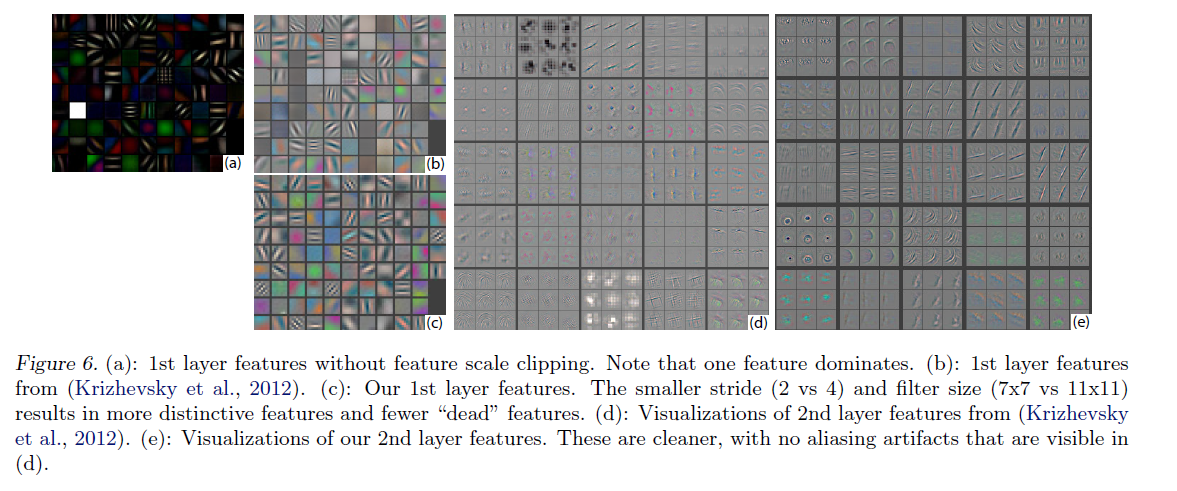 (a)
(b)
(c)
(d)
(e)
Figure 6. (a): 1st layer features without feature scale clipping. Note that one feature dominates. (b): 1st layer features
from (Krizhevsky et al., 2012). (c): Our 1st layer features. The smaller stride (2 vs 4) and filter size (7x7 vs 11x11)
results in more distinctive features and fewer “dead” features. (d): Visualizations of 2nd layer features from (Krizhevsky
et al., 2012). (e): Visualizations of our 2nd layer features. These are cleaner, with no aliasing artifacts that are visible in
(d).